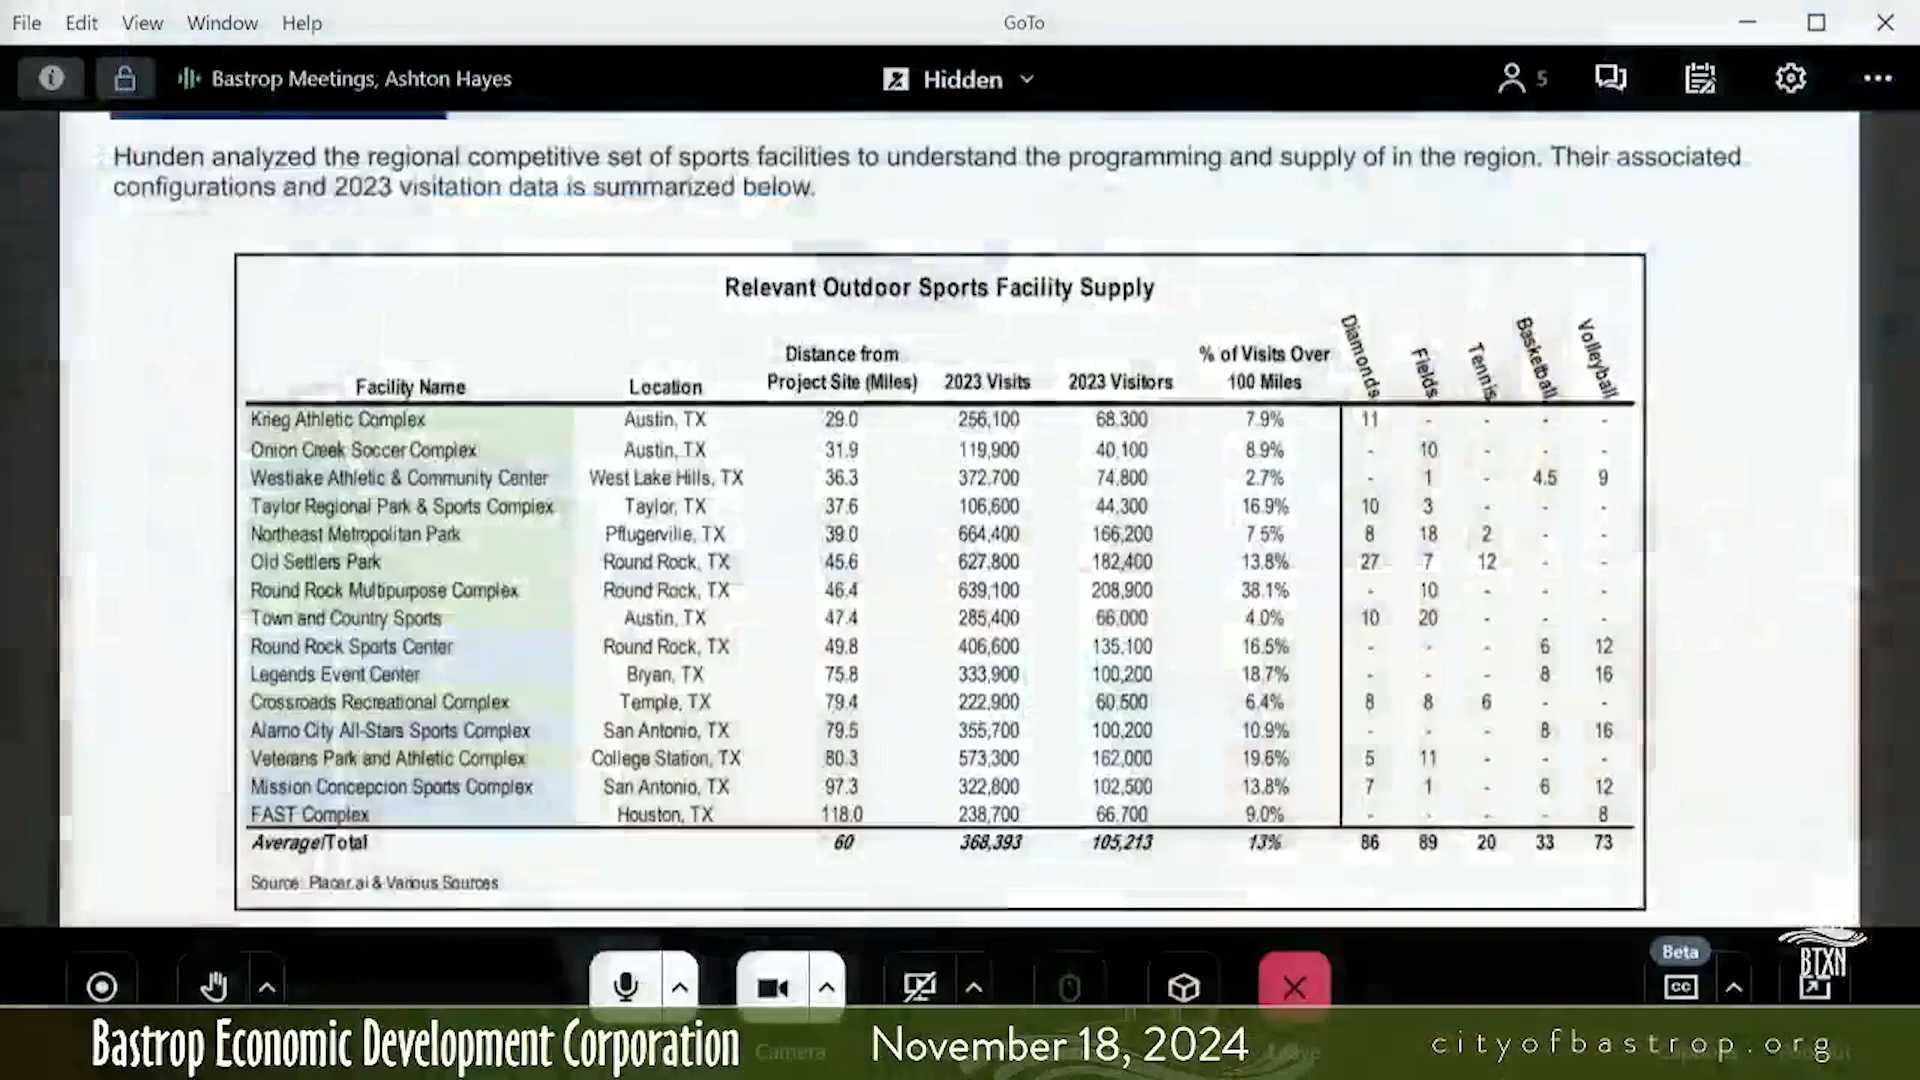 File Edit View Window Help GoTo
Bastrop Meetings, Ashton Hayes Hidden 5
Hunden analyzed the regional competitive set of sports facilities to understand the programming and supply of in the region. Their associated
configurations and 2023 visitation data is summarized below.
Relevant Outdoor Sports Facility Supply
Facility Name Location Distance from Project Site (Miles) 2023 Visits 2023 Visitors % of Visits Over 100 Miles Diamonds Fields Tennis Basketball Volleyball
Krieg Athletic Complex Austin, TX 29.0 256,100 68,300 7.9% 11 - - - -
Onion Creek Soccer Complex Austin, TX 31.9 119,900 40,100 8.9% - 10 - - -
Westlake Athletic & Community Center West Lake Hills, TX 36.3 372,700 74,800 2.7% - 1 - 4.5 9
Taylor Regional Park & Sports Complex Taylor, TX 37.6 106,600 44,300 16.9% 10 3 - - -
Northeast Metropolitan Park Pflugerville, TX 39.0 664,400 166,200 7.5% 8 18 2 - -
Old Settlers Park Round Rock, TX 45.6 627,800 182,400 13.8% 27 7 12 - -
Round Rock Multipurpose Complex Round Rock, TX 46.4 639,100 208,900 38.1% - 10 - - -
Town and Country Sports Austin, TX 47.4 285,400 66,000 4.0% 10 20 - - -
Round Rock Sports Center Round Rock, TX 49.8 406,600 135,100 16.5% - - - 6 12
Legends Event Center Bryan, TX 75.8 333,900 100,200 18.7% - - - 8 16
Crossroads Recreational Complex Temple, TX 79.4 222,900 60,500 6.4% 8 8 6 - -
Alamo City All-Stars Sports Complex San Antonio, TX 79.5 355,700 100,200 10.9% - - - 8 16
Veterans Park and Athletic Complex College Station, TX 80.3 573,300 162,000 19.6% 5 11 - - -
Mission Concepcion Sports Complex San Antonio, TX 97.3 322,800 102,500 13.8% 7 1 - 6 12
FAST Complex Houston, TX 118.0 238,700 66,700 9.0% - - - - 8
Average/Total 60 368,393 105,213 13% 86 89 20 33 73
Source: Placer.ai & Various Sources
Beta
BTXN
CC
Bastrop Economic Development Corporation November 18, 2024 cityofbastrop.org
Camera Leave